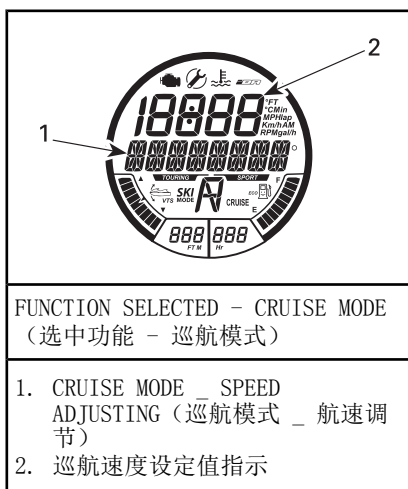 2
1
18888
°FT
°CMin
MPHlap
Km/hAM
RPMgal/h
°
TOURING
SPORT
F
VTS
SKI
MODE
CRUISE
eco
E
888
888
FT M
Hr
FUNCTION SELECTED - CRUISE MODE
（选中功能 - 巡航模式）
1. CRUISE MODE _ SPEED
ADJUSTING（巡航模式 _ 航速调
节）
2. 巡航速度设定值指示